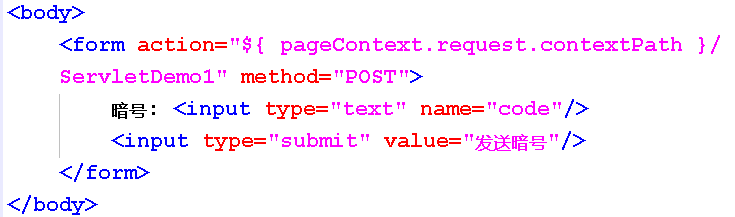 <body>
<form action="${ pageContext.request.contextPath }/
ServletDemo1" method="POST">
暗号: <input type="text" name="code"/>
<input type="submit" value="发送暗号"/>
</form>
</body>